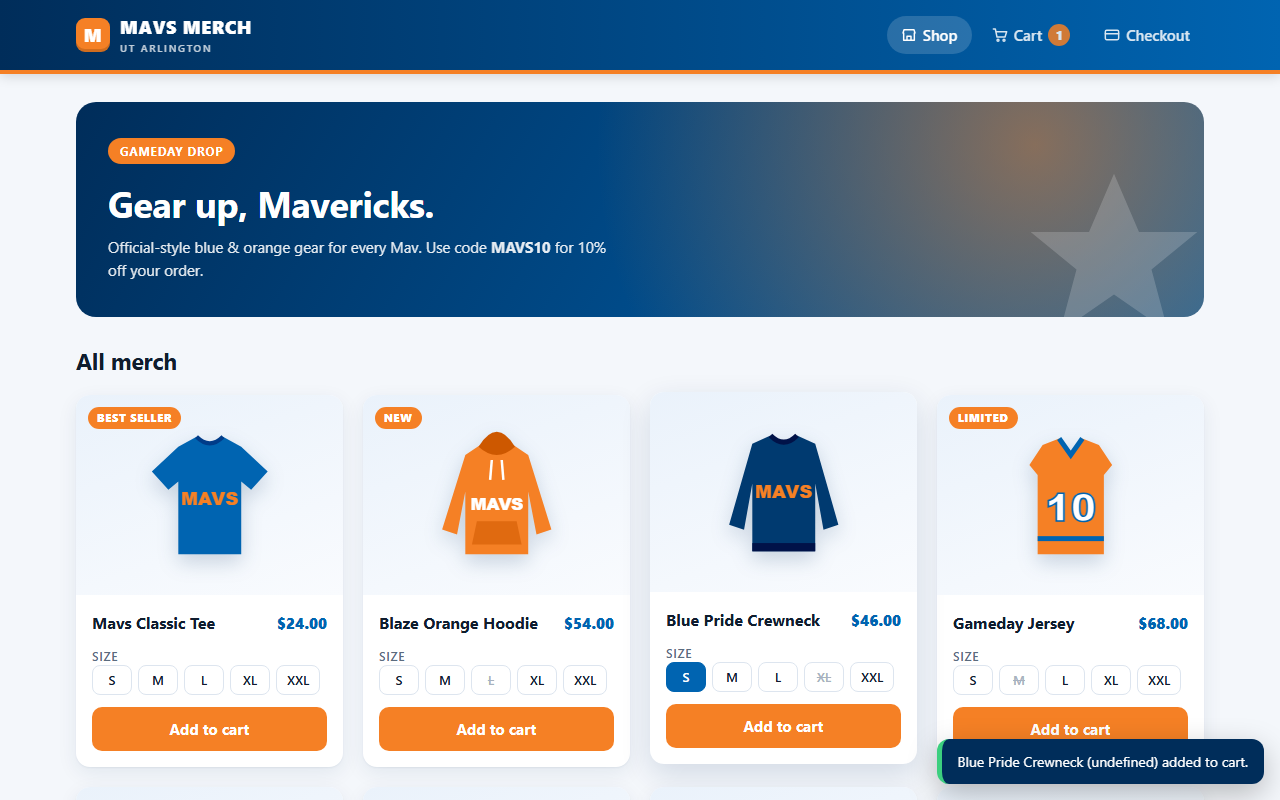 M
MAVS MERCH
UT ARLINGTON
Shop
Cart 1
Checkout
GAMEDAY DROP
Gear up, Mavericks.
Official-style blue & orange gear for every Mav. Use code MAVS10 for 10%
off your order.
All merch
BEST SELLER
MAVS
Mavs Classic Tee $24.00
SIZE
S M L XL XXL
Add to cart
NEW
MAVS
Blaze Orange Hoodie $54.00
SIZE
S M L XL XXL
Add to cart
MAVS
Blue Pride Crewneck $46.00
SIZE
S M L XL XXL
Add to cart
LIMITED
10
Gameday Jersey $68.00
SIZE
S M L XL XXL
Add to cart
Blue Pride Crewneck (undefined) added to cart.